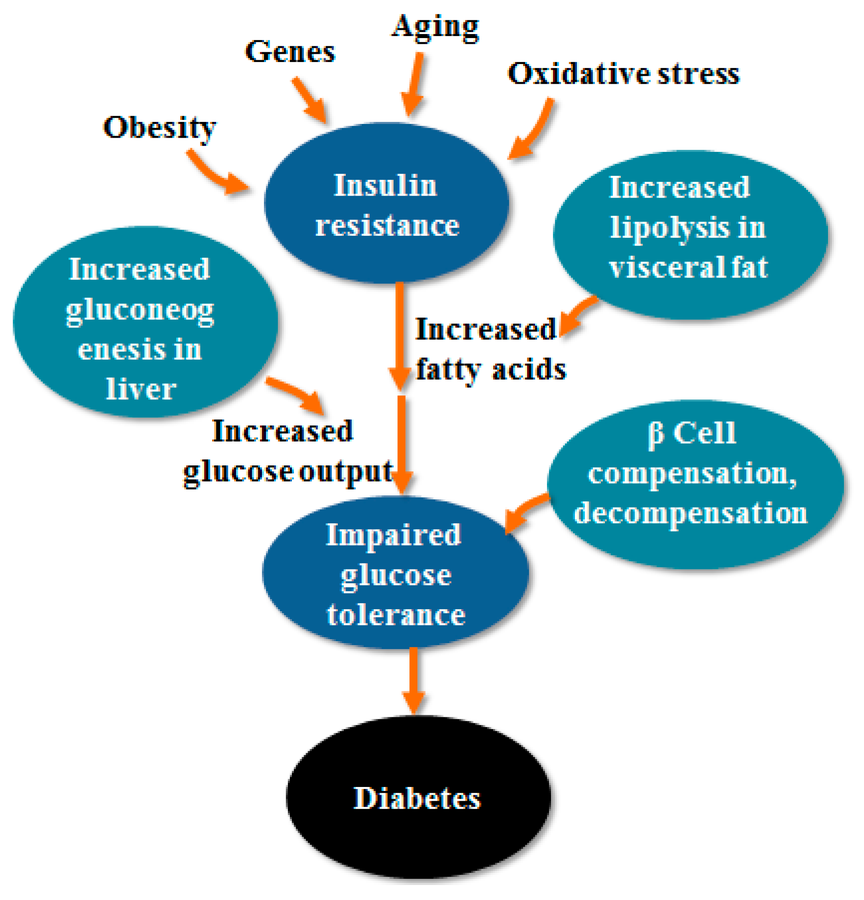 Aging
Genes
Oxidative stress
Obesity
Insulin
resistance
Increased
lipolysis in
visceral fat
Increased
gluconeog
enesis in
liver
Increased
fatty acids
Increased
glucose output
β Cell
compensation,
decompensation
Impaired
glucose
tolerance
Diabetes